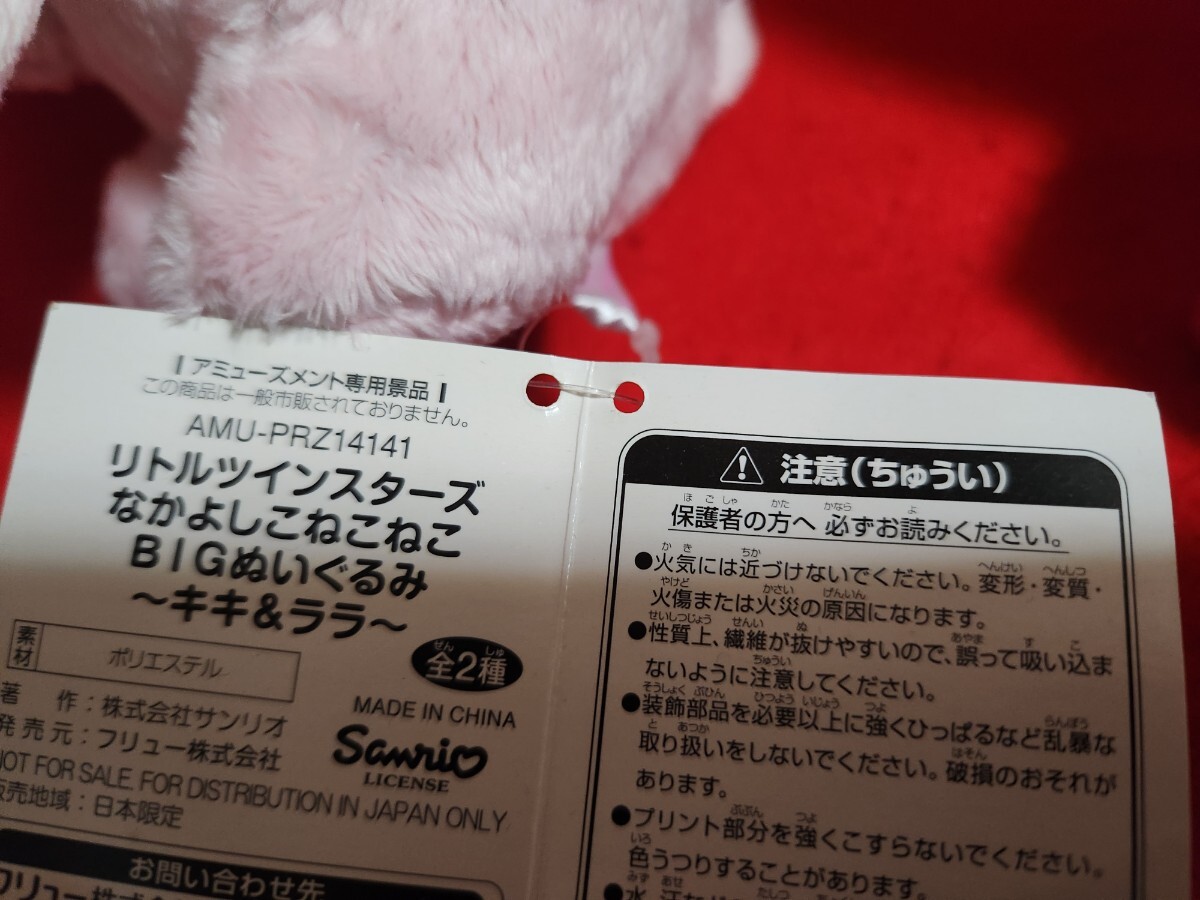 アミューズメント専用景品
この商品は一般市販されておりません。
AMU-PRZ14141
リトルツインスターズ
なかよしこねこねこ
BIGぬいぐるみ
～キキ&ララ～
素材 ポリエステル
全2種
著 作：株式会社サンリオ
発売元：フリュー株式会社
MADE IN CHINA
Sanrio
LICENSE
NOT FOR SALE. FOR DISTRIBUTION IN JAPAN ONLY
販売地域：日本限定
お問い合わせ先
フリュー株式
注意(ちゅうい)
保護者の方へ 必ずお読みください。
●火気には近づけないでください。変形・変質・
火傷または火災の原因になります。
●性質上、繊維が抜けやすいので、誤って吸い込ま
ないように注意してください。
●装飾部品を必要以上に強くひっぱるなど乱暴な
取り扱いをしないでください。破損のおそれが
あります。
●プリント部分を強くこすらないでください。
色うつりすることがあります。
●水、汗など